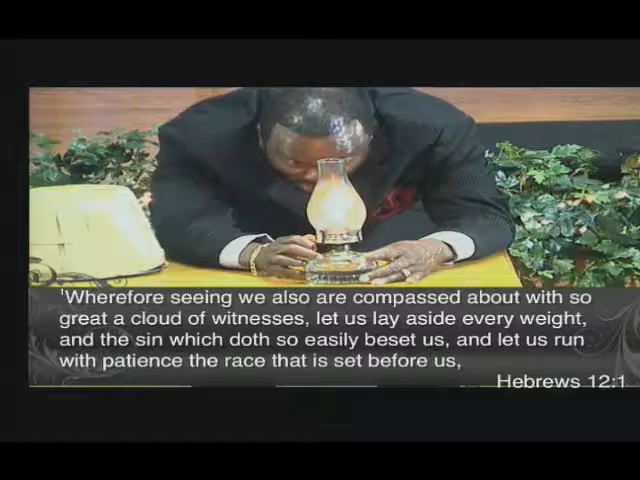 ¹Wherefore seeing we also are compassed about with so
great a cloud of witnesses, let us lay aside every weight,
and the sin which doth so easily beset us, and let us run
with patience the race that is set before us,
Hebrews 12:1